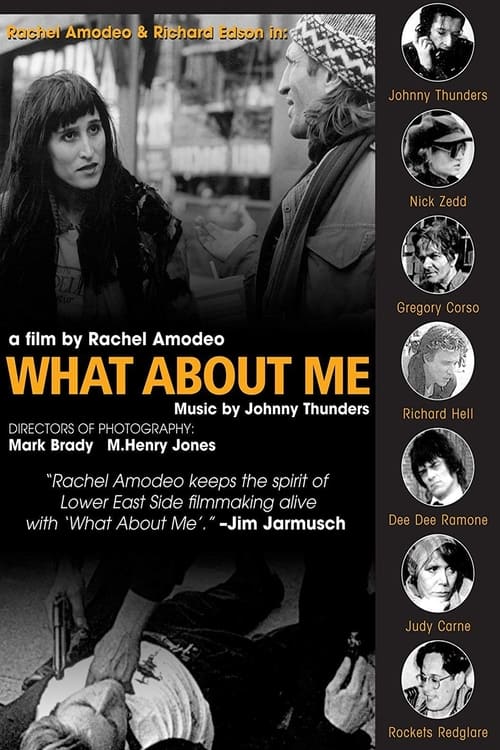 Rachel Amodeo & Richard Edson in:
a film by Rachel Amodeo
WHAT ABOUT ME
Music by Johnny Thunders
DIRECTORS OF PHOTOGRAPHY:
Mark Brady M.Henry Jones
“Rachel Amodeo keeps the spirit of
Lower East Side filmmaking alive
with ‘What About Me’.” –Jim Jarmusch
Johnny Thunders
Nick Zedd
Gregory Corso
Richard Hell
Dee Dee Ramone
Judy Carne
Rockets Redglare